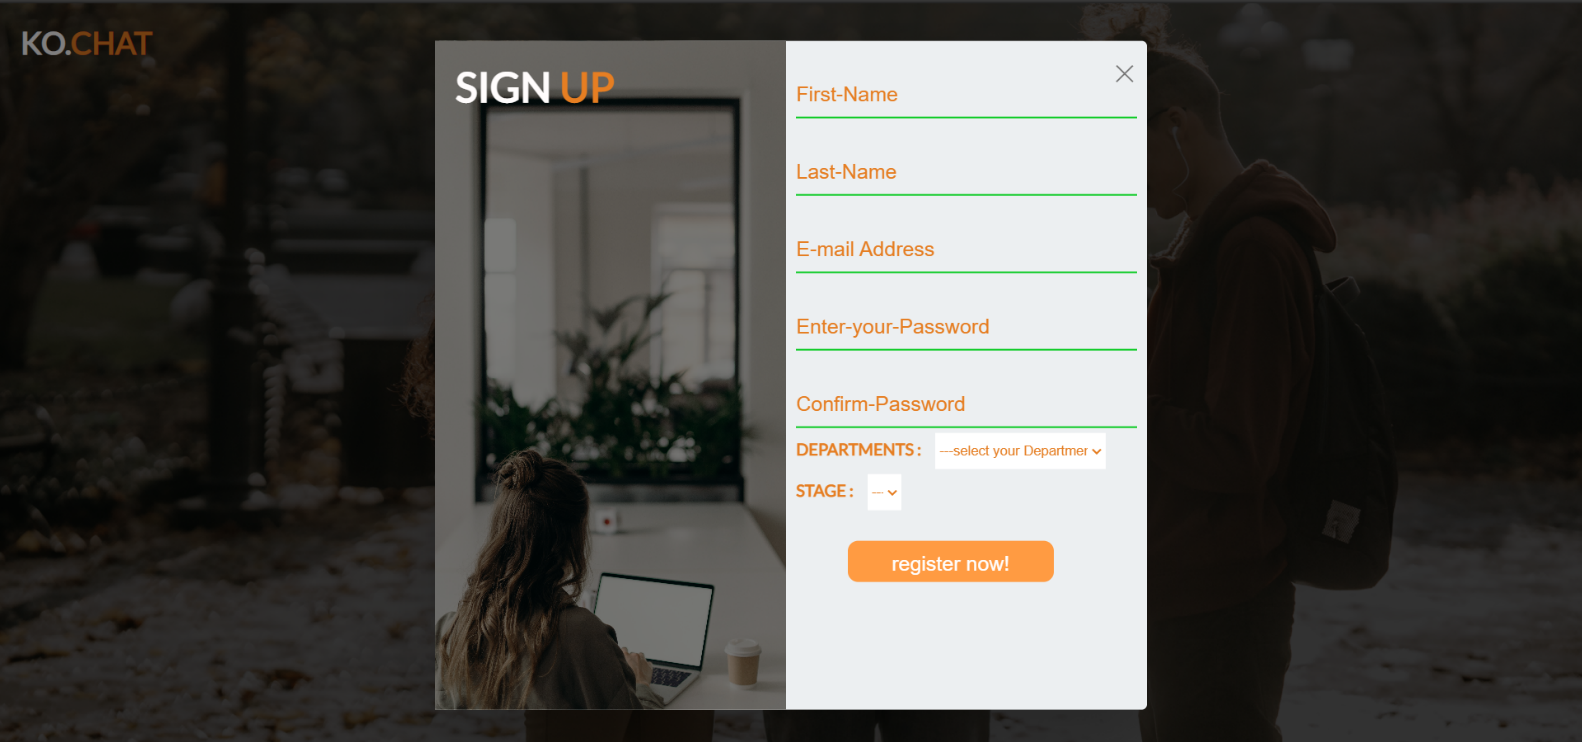 KO.CHAT
SIGN UP
First-Name
Last-Name
E-mail Address
Enter-your-Password
Confirm-Password
DEPARTMENTS :
---select your Departmer
STAGE :
---
register now!